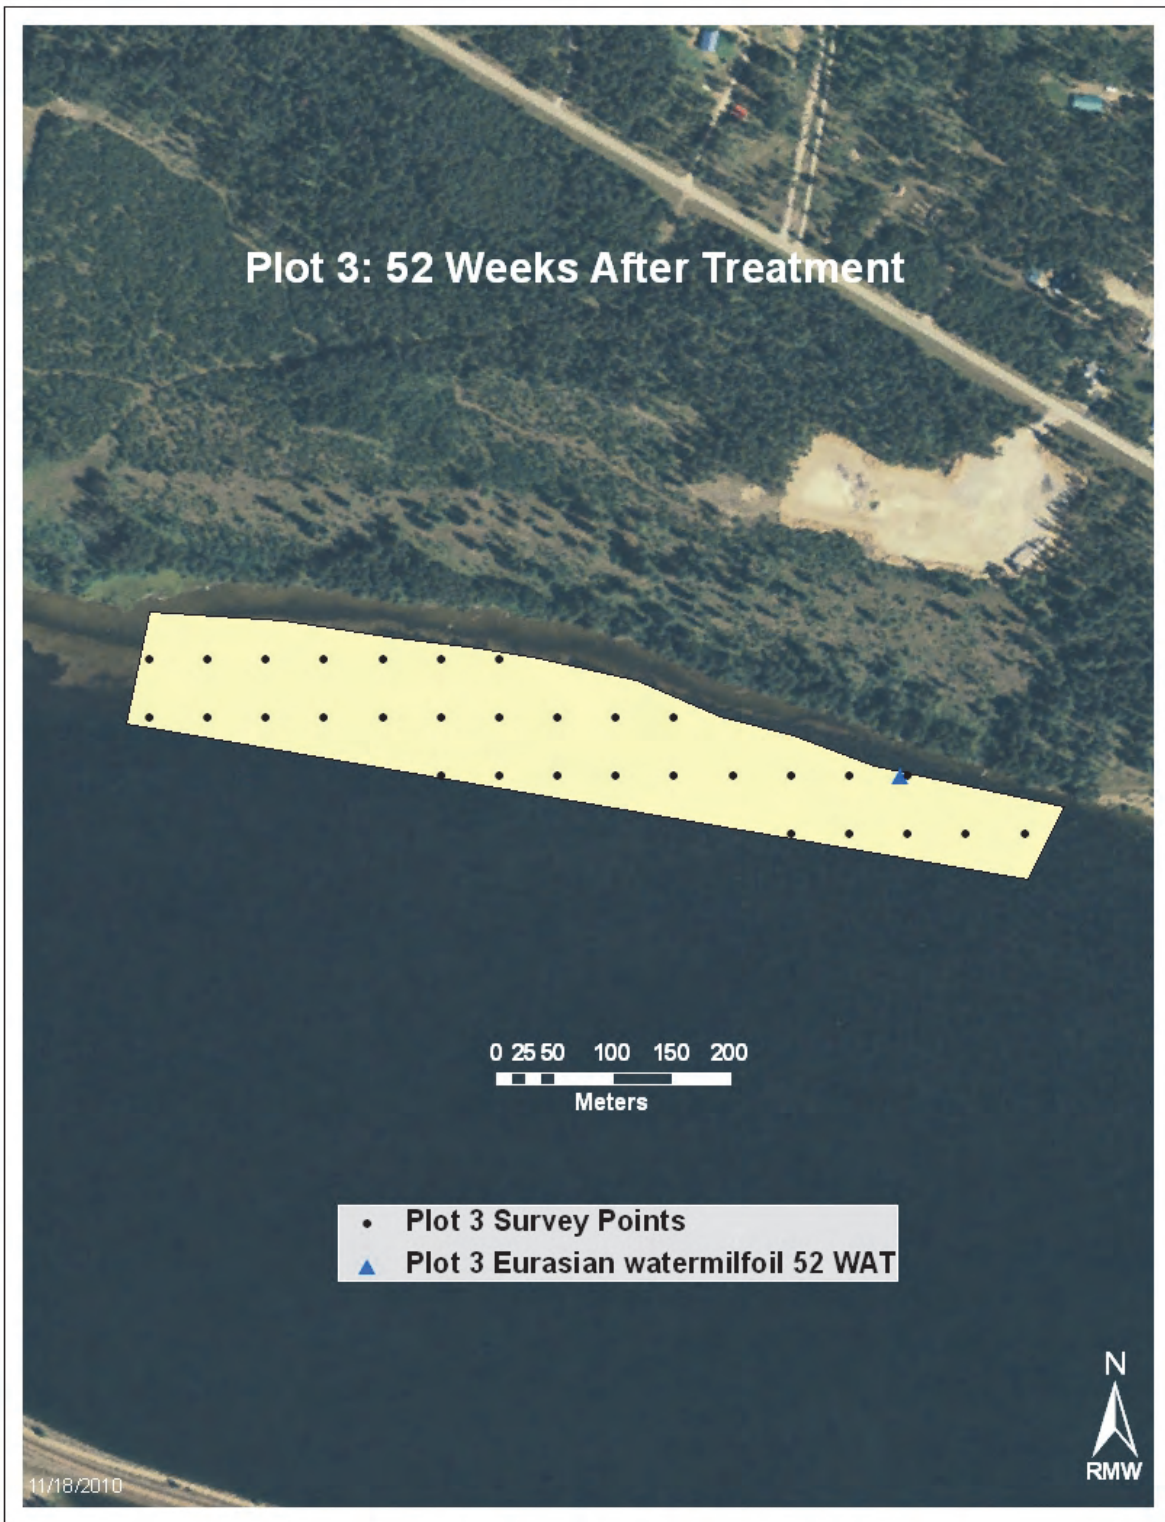 Plot 3: 52 Weeks After Treatment
0 25 50 100 150 200
Meters
Plot 3 Survey Points
Plot 3 Eurasian watermilfoil 52 WAT
N
RMW
11/18/2010